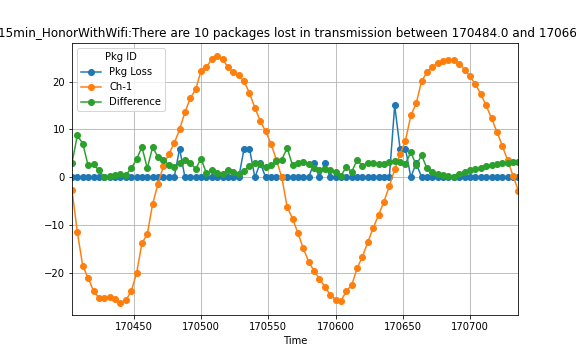 15min_HonorWithWifi:There are 10 packages lost in transmission between 170484.0 and 17066
Pkg ID
Pkg Loss
Ch-1
Difference
20
10
0
−10
−20
170450 170500 170550 170600 170650 170700
Time